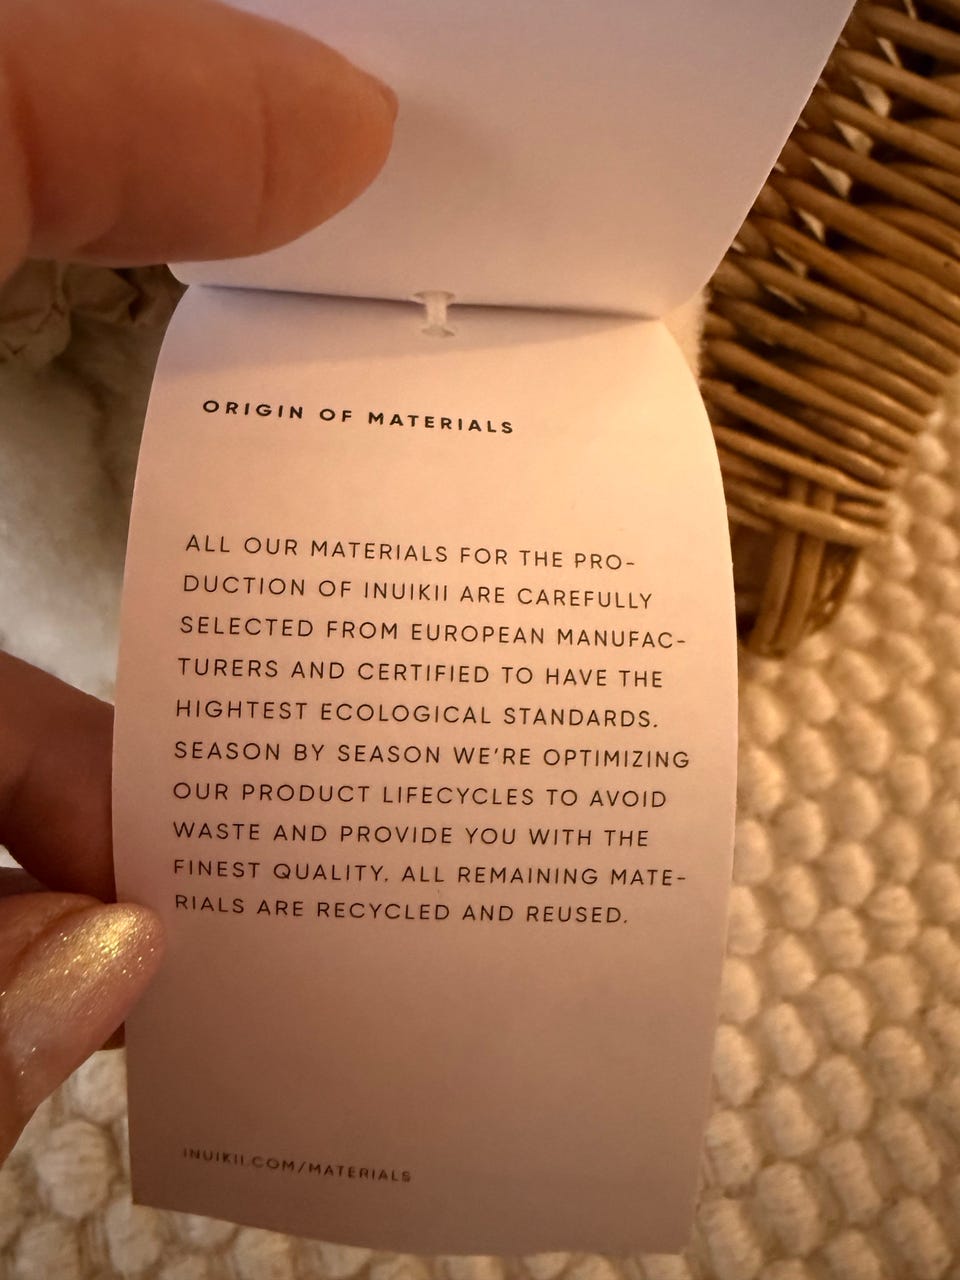 ORIGIN OF MATERIALS
ALL OUR MATERIALS FOR THE PRO-
DUCTION OF INUIKII ARE CAREFULLY
SELECTED FROM EUROPEAN MANUFAC-
TURERS AND CERTIFIED TO HAVE THE
HIGHTEST ECOLOGICAL STANDARDS.
SEASON BY SEASON WE'RE OPTIMIZING
OUR PRODUCT LIFECYCLES TO AVOID
WASTE AND PROVIDE YOU WITH THE
FINEST QUALITY. ALL REMAINING MATE-
RIALS ARE RECYCLED AND REUSED.
INUIKII.COM/MATERIALS